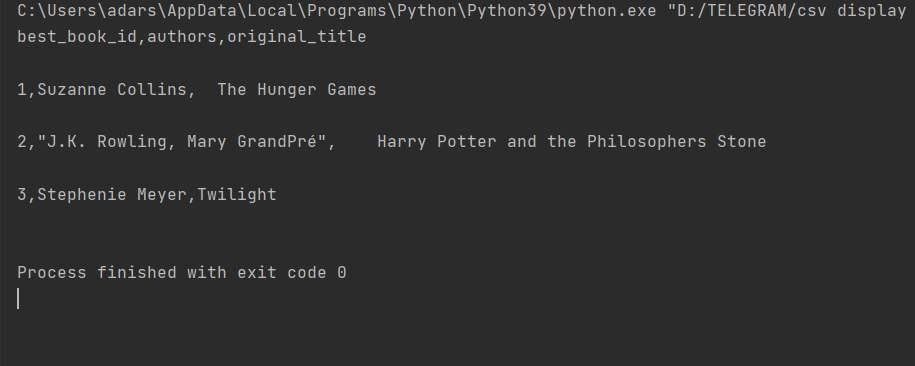 C:\Users\adars\AppData\Local\Programs\Python\Python39\python.exe "D:/TELEGRAM/csv display
best_book_id,authors,original_title
1,Suzanne Collins,  The Hunger Games
2,"J.K. Rowling, Mary GrandPré",    Harry Potter and the Philosophers Stone
3,Stephenie Meyer,Twilight
Process finished with exit code 0